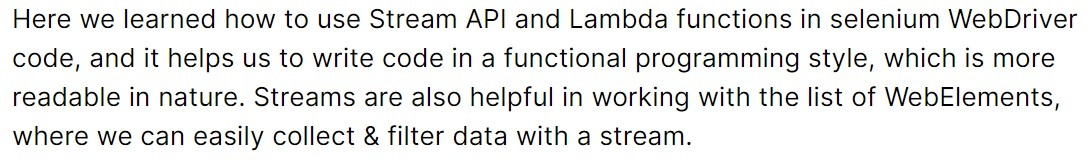 Here we learned how to use Stream API and Lambda functions in selenium WebDriver
code, and it helps us to write code in a functional programming style, which is more
readable in nature. Streams are also helpful in working with the list of WebElements,
where we can easily collect & filter data with a stream.